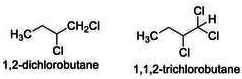 H₃C CH₂Cl Cl
1,2-dichlorobutane
H₃C Cl Cl H Cl
1,1,2-trichlorobutane